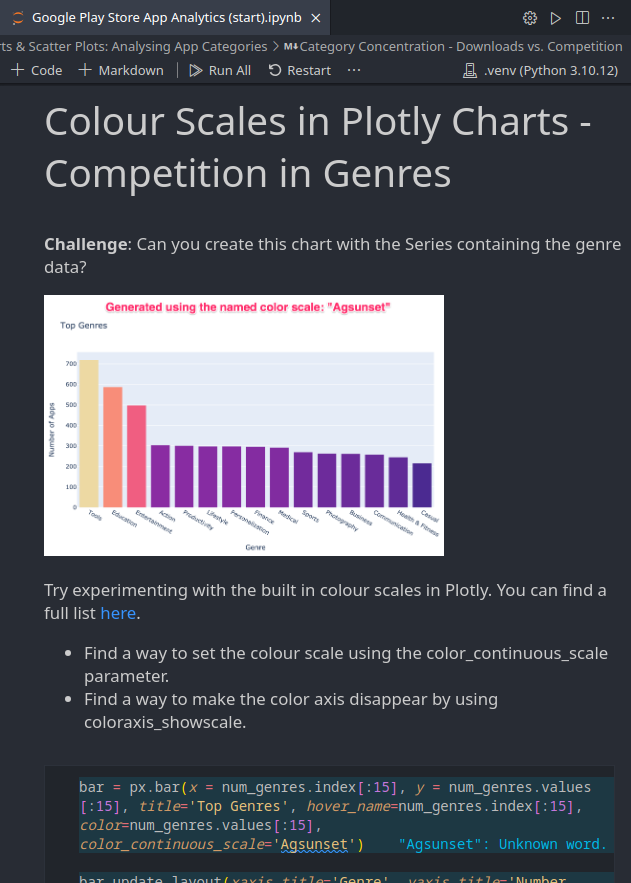 Google Play Store App Analytics (start).ipynb
ts & Scatter Plots: Analysing App Categories > M Category Concentration - Downloads vs. Competition
+ Code + Markdown | Run All Restart ··· .venv (Python 3.10.12)
Colour Scales in Plotly Charts -
Competition in Genres
Challenge: Can you create this chart with the Series containing the genre
data?
Generated using the named color scale: "Agsunset"
Top Genres
Number of Apps
700
600
500
400
300
200
100
0
Tools
Education
Entertainment
Action
Productivity
Lifestyle
Personalization
Finance
Medical
Sports
Photography
Business
Communication
Health & Fitness
Casual
Genre
Try experimenting with the built in colour scales in Plotly. You can find a
full list here.
• Find a way to set the colour scale using the color_continuous_scale
parameter.
• Find a way to make the color axis disappear by using
coloraxis_showscale.
bar = px.bar(x = num_genres.index[:15], y = num_genres.values
[:15], title='Top Genres', hover_name=num_genres.index[:15],
color=num_genres.values[:15],
color_continuous_scale='Agsunset') "Agsunset": Unknown word.
bar.update_layout(xaxis_title='Genre', yaxis_title='Number